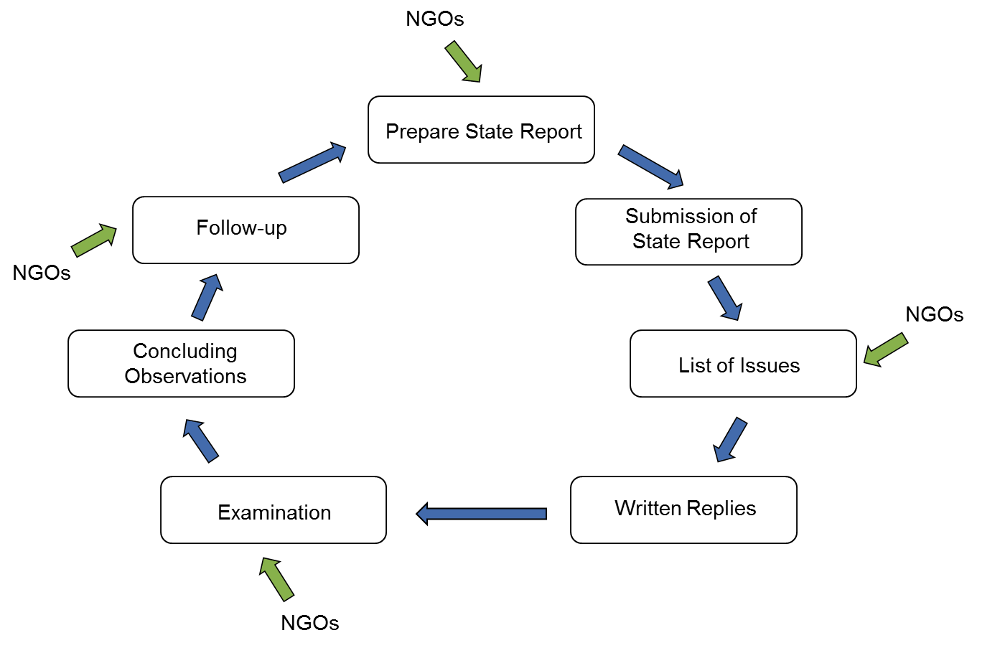 NGOs
Prepare State Report
Submission of
State Report
Follow-up
NGOs
NGOs
List of Issues
Concluding
Observations
Written Replies
Examination
NGOs